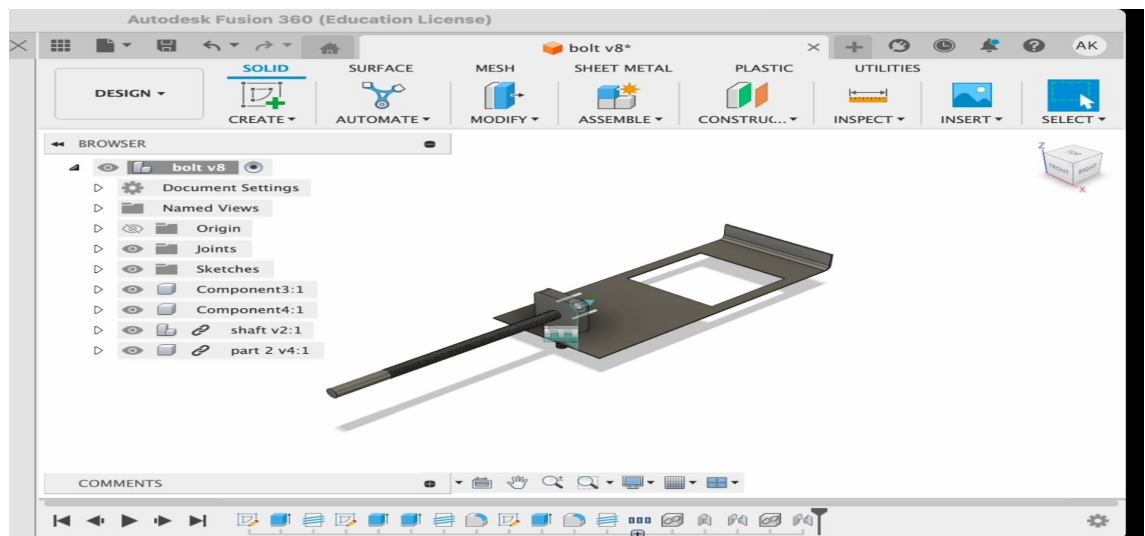 Autodesk Fusion 360 (Education License)
bolt v8*
AK
SOLID SURFACE MESH SHEET METAL PLASTIC UTILITIES
DESIGN
CREATE AUTOMATE MODIFY ASSEMBLE CONSTRUC... INSPECT INSERT SELECT
BROWSER
bolt v8
Document Settings
Named Views
Origin
Joints
Sketches
Component3:1
Component4:1
shaft v2:1
part 2 v4:1
Z
TOP
FRONT RIGHT
X
COMMENTS